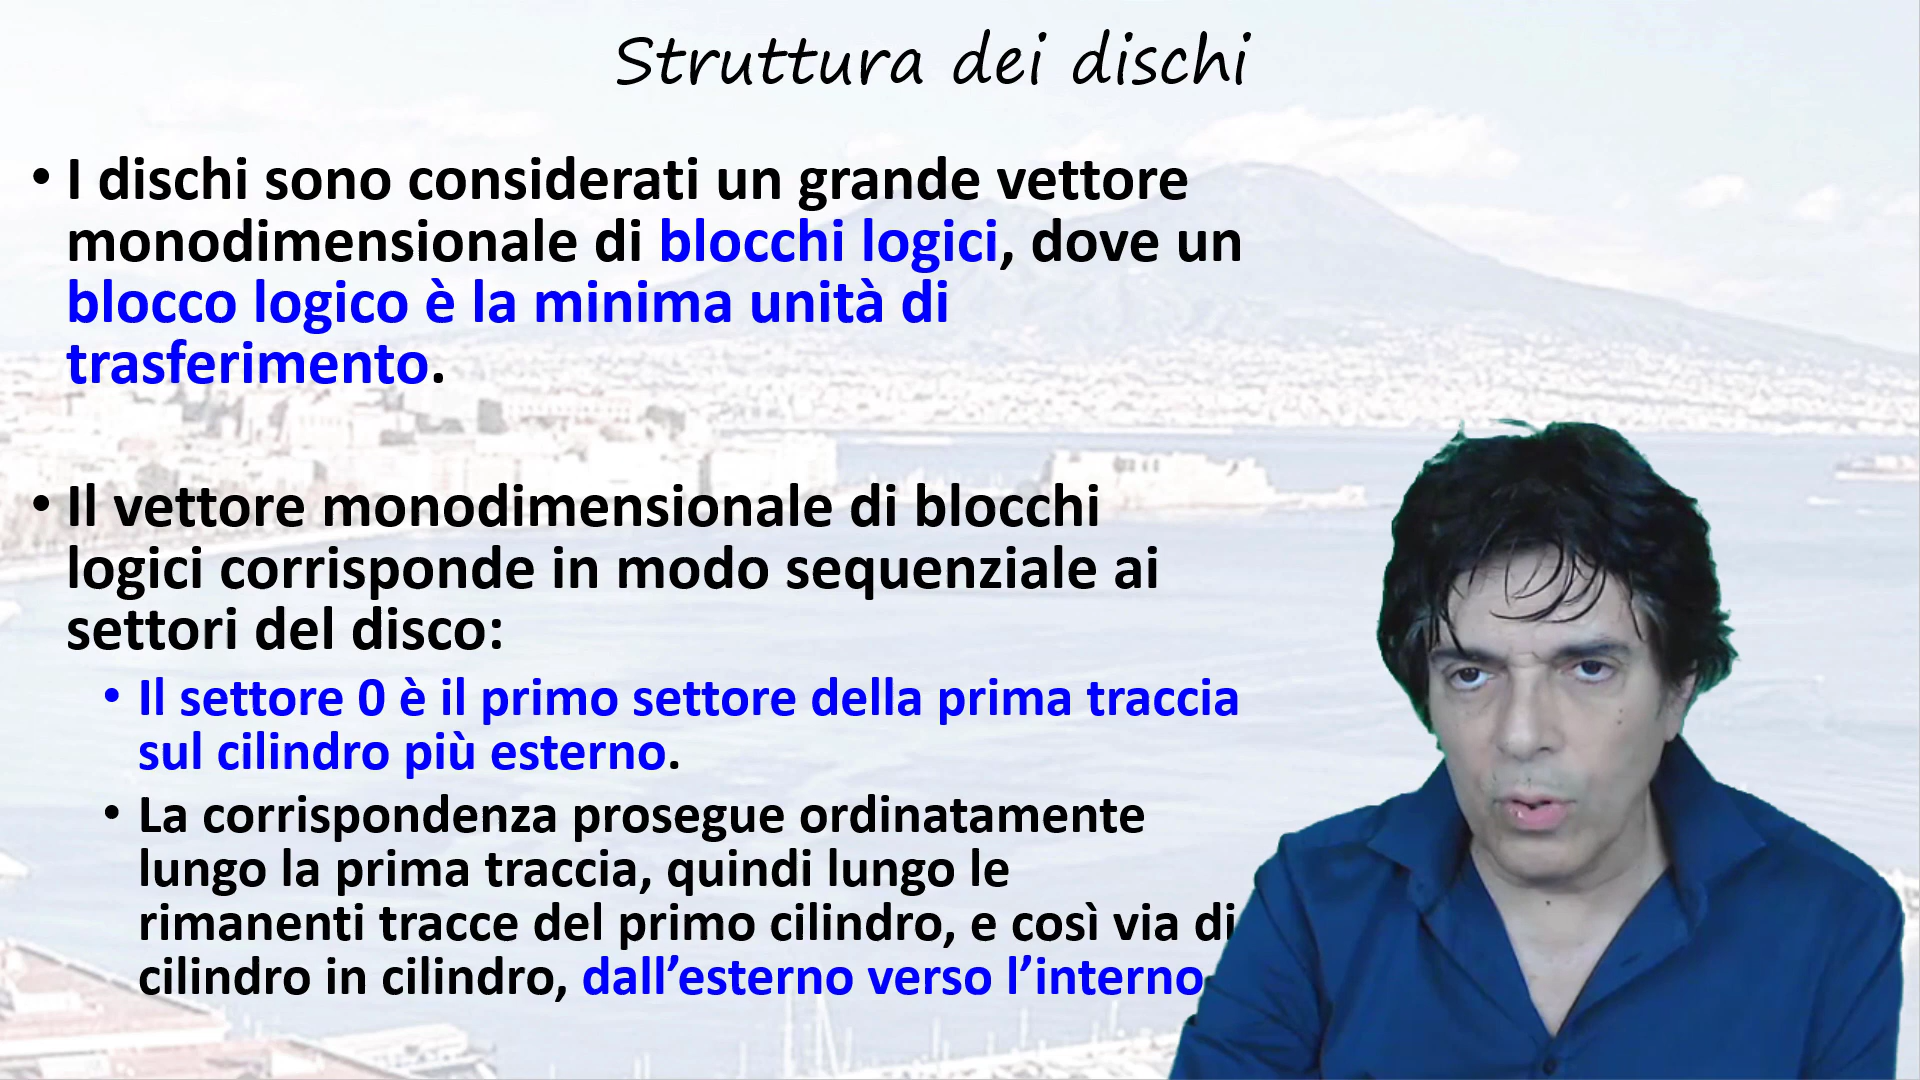 Struttura dei dischi
• I dischi sono considerati un grande vettore
monodimensionale di blocchi logici, dove un
blocco logico è la minima unità di
trasferimento.
• Il vettore monodimensionale di blocchi
logici corrisponde in modo sequenziale ai
settori del disco:
• Il settore 0 è il primo settore della prima traccia
sul cilindro più esterno.
• La corrispondenza prosegue ordinatamente
lungo la prima traccia, quindi lungo le
rimanenti tracce del primo cilindro, e così via di
cilindro in cilindro, dall’esterno verso l’interno